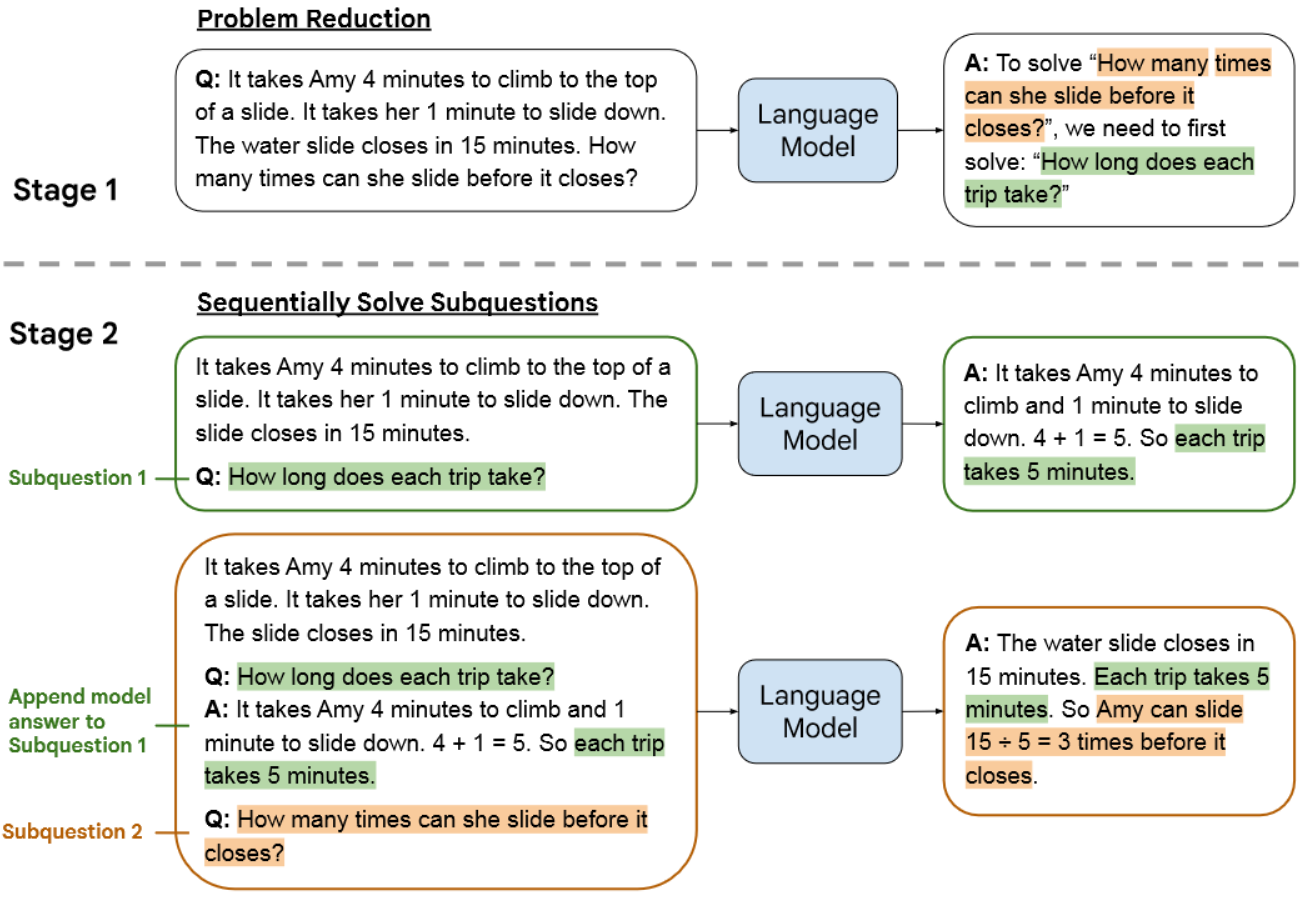 Problem Reduction
Stage 1
Q: It takes Amy 4 minutes to climb to the top
of a slide. It takes her 1 minute to slide down.
The water slide closes in 15 minutes. How
many times can she slide before it closes?
Language
Model
A: To solve “How many times
can she slide before it
closes?”, we need to first
solve: “How long does each
trip take?”
Sequentially Solve Subquestions
Stage 2
It takes Amy 4 minutes to climb to the top of a
slide. It takes her 1 minute to slide down. The
slide closes in 15 minutes.
Subquestion 1
Q: How long does each trip take?
Language
Model
A: It takes Amy 4 minutes to
climb and 1 minute to slide
down. 4 + 1 = 5. So each trip
takes 5 minutes.
It takes Amy 4 minutes to climb to the top of
a slide. It takes her 1 minute to slide down.
The slide closes in 15 minutes.
Append model
answer to
Subquestion 1
Q: How long does each trip take?
A: It takes Amy 4 minutes to climb and 1
minute to slide down. 4 + 1 = 5. So each trip
takes 5 minutes.
Subquestion 2
Q: How many times can she slide before it
closes?
Language
Model
A: The water slide closes in
15 minutes. Each trip takes 5
minutes. So Amy can slide
15 ÷ 5 = 3 times before it
closes.